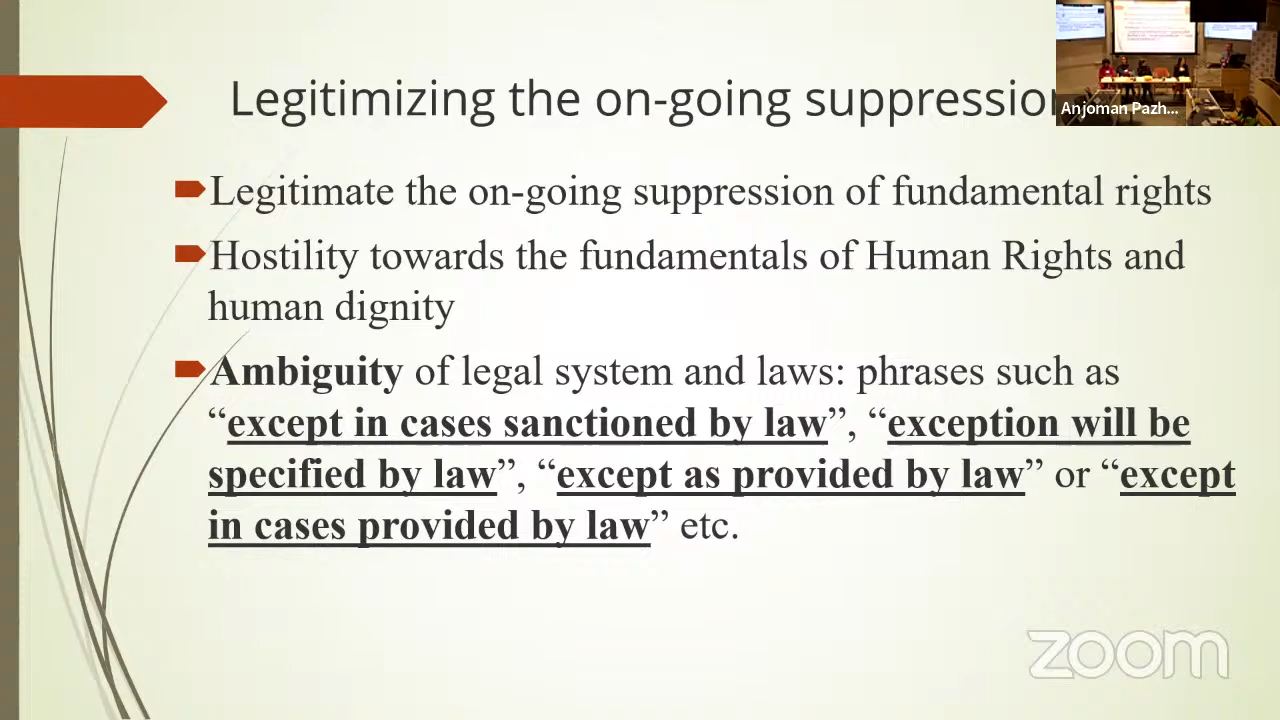 Legitimizing the on-going suppression
Anjoman Pazh...
Legitimate the on-going suppression of fundamental rights
Hostility towards the fundamentals of Human Rights and
human dignity
Ambiguity of legal system and laws: phrases such as
“except in cases sanctioned by law”, “exception will be
specified by law”, “except as provided by law” or “except
in cases provided by law” etc.
zoom